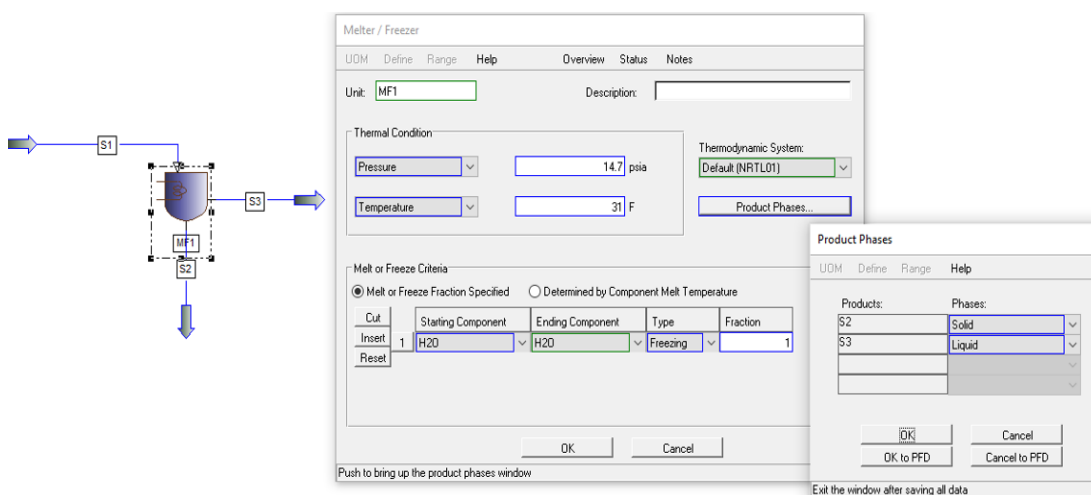 Melter / Freezer
UOM Define Range Help Overview Status Notes
Unit: MF1 Description:
Thermal Condition
Pressure 14.7 psia
Temperature 31 F
Thermodynamic System:
Default (NRTL01)
Product Phases...
Melt or Freeze Criteria
Melt or Freeze Fraction Specified Determined by Component Melt Temperature
Cut
Insert
Reset
Starting Component Ending Component Type Fraction
1 H2O H2O Freezing 1
OK Cancel
Push to bring up the product phases window
S1
S3
MF1
S2
Product Phases
UOM Define Range Help
Products: Phases:
S2 Solid
S3 Liquid
OK Cancel
OK to PFD Cancel to PFD
Exit the window after saving all data